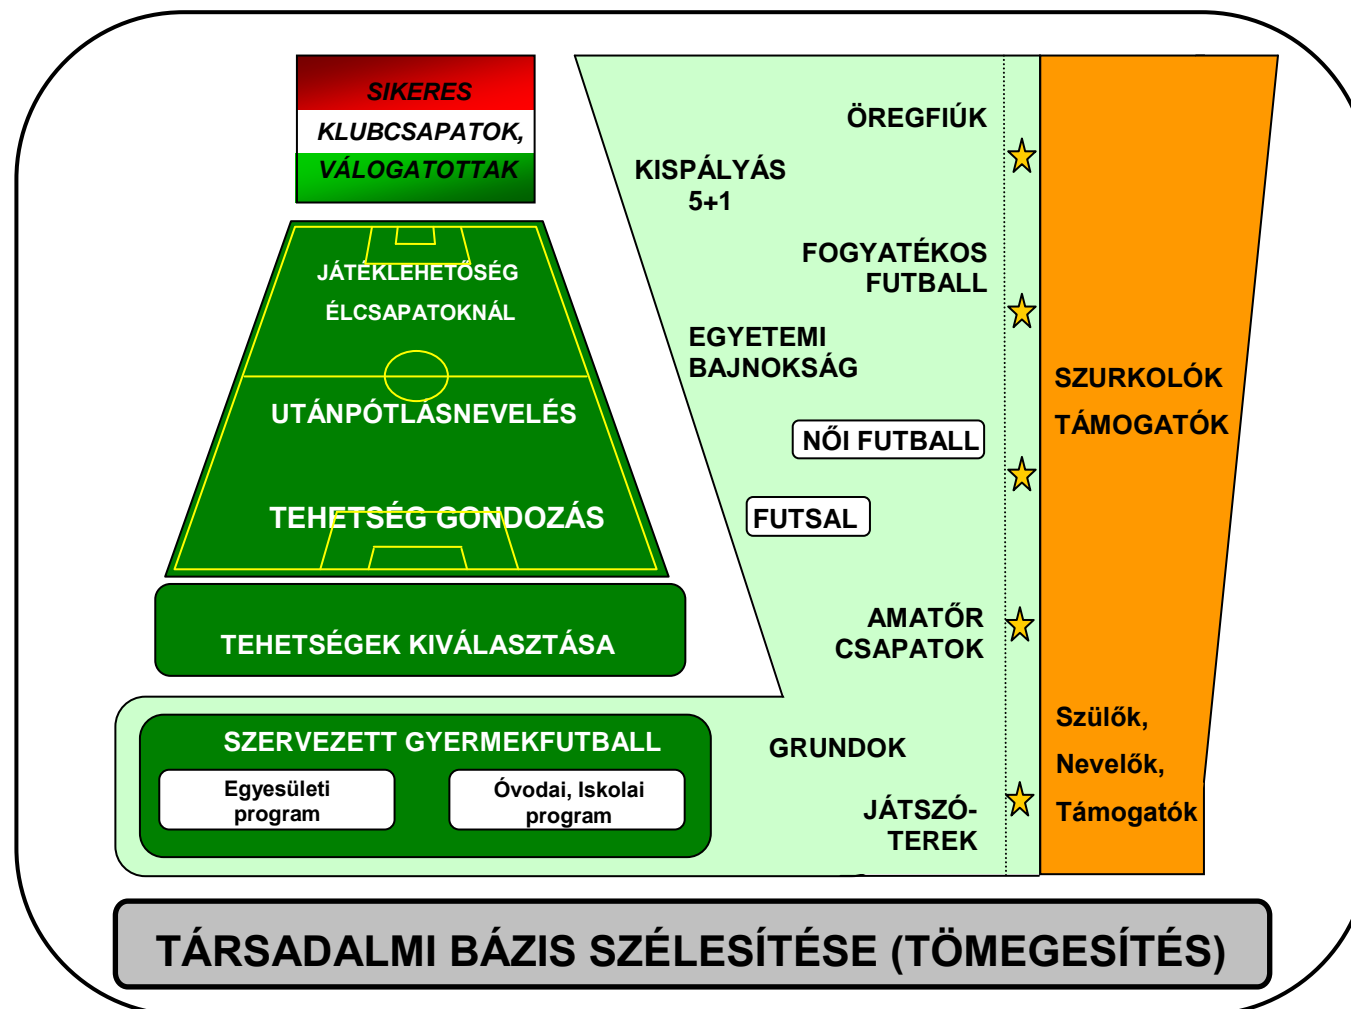 SIKERES
KLUBCSAPATOK,
VÁLOGATOTTAK
JÁTÉKLEHETŐSÉG
ÉLCSAPATOKNÁL
UTÁNPÓTLÁSNEVELÉS
TEHETSÉG GONDOZÁS
TEHETSÉGEK KIVÁLASZTÁSA
SZERVEZETT GYERMEKFUTBALL
Egyesületi
program
Óvodai, Iskolai
program
ÖREGFIÚK
KISPÁLYÁS
5+1
FOGYATÉKOS
FUTBALL
EGYETEMI
BAJNOKSÁG
NŐI FUTBALL
FUTSAL
AMATŐR
CSAPATOK
GRUNDOK
JÁTSZÓ-
TEREK
SZURKOLÓK
TÁMOGATÓK
Szülők,
Nevelők,
Támogatók
TÁRSADALMI BÁZIS SZÉLESÍTÉSE (TÖMEGESÍTÉS)